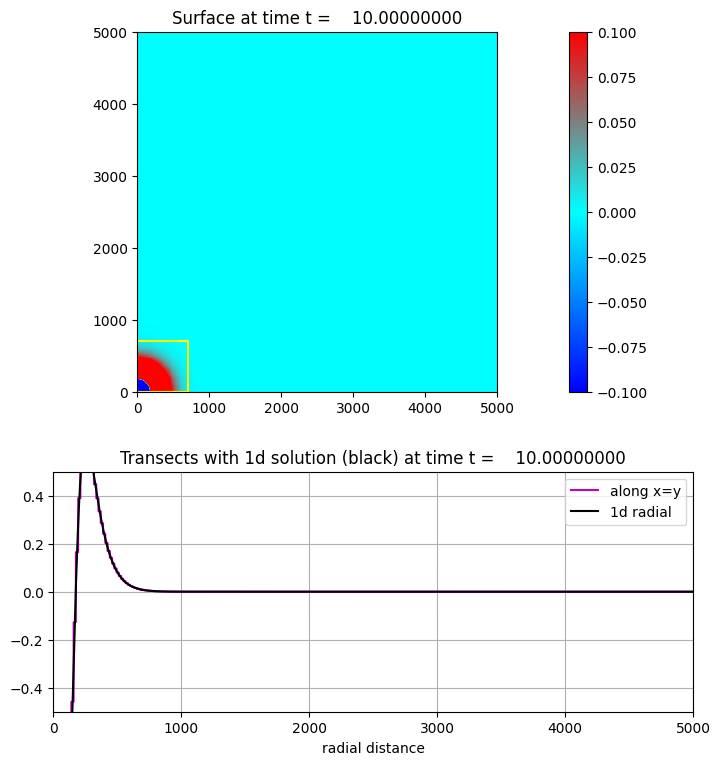 Surface at time t =    10.00000000
5000
4000
3000
2000
1000
0
0 1000 2000 3000 4000 5000
0.100
0.075
0.050
0.025
0.000
−0.025
−0.050
−0.075
−0.100
Transects with 1d solution (black) at time t =    10.00000000
0.4
0.2
0.0
−0.2
−0.4
along x=y
1d radial
0 1000 2000 3000 4000 5000
radial distance